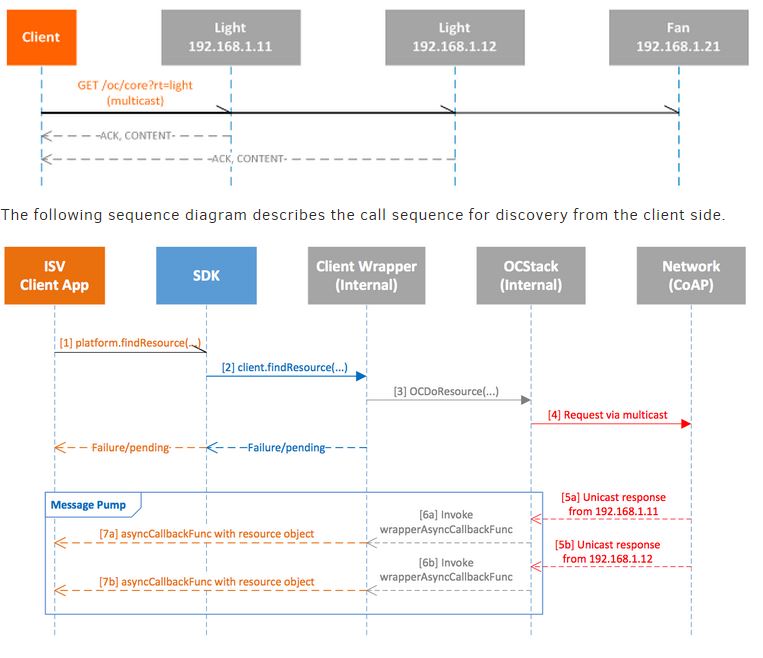 Client
Light
192.168.1.11
Light
192.168.1.12
Fan
192.168.1.21
GET /oc/core?rt=light
(multicast)
ACK, CONTENT
ACK, CONTENT
The following sequence diagram describes the call sequence for discovery from the client side.
ISV
Client App
SDK
Client Wrapper
(Internal)
OCStack
(Internal)
Network
(CoAP)
[1] platform.findResource(...)
[2] client.findResource(...)
[3] OCDoResource(...)
[4] Request via multicast
Failure/pending
Failure/pending
Message Pump
[5a] Unicast response
from 192.168.1.11
[6a] Invoke
wrapperAsyncCallbackFunc
[7a] asyncCallbackFunc with resource object
[5b] Unicast response
from 192.168.1.12
[6b] Invoke
wrapperAsyncCallbackFunc
[7b] asyncCallbackFunc with resource object